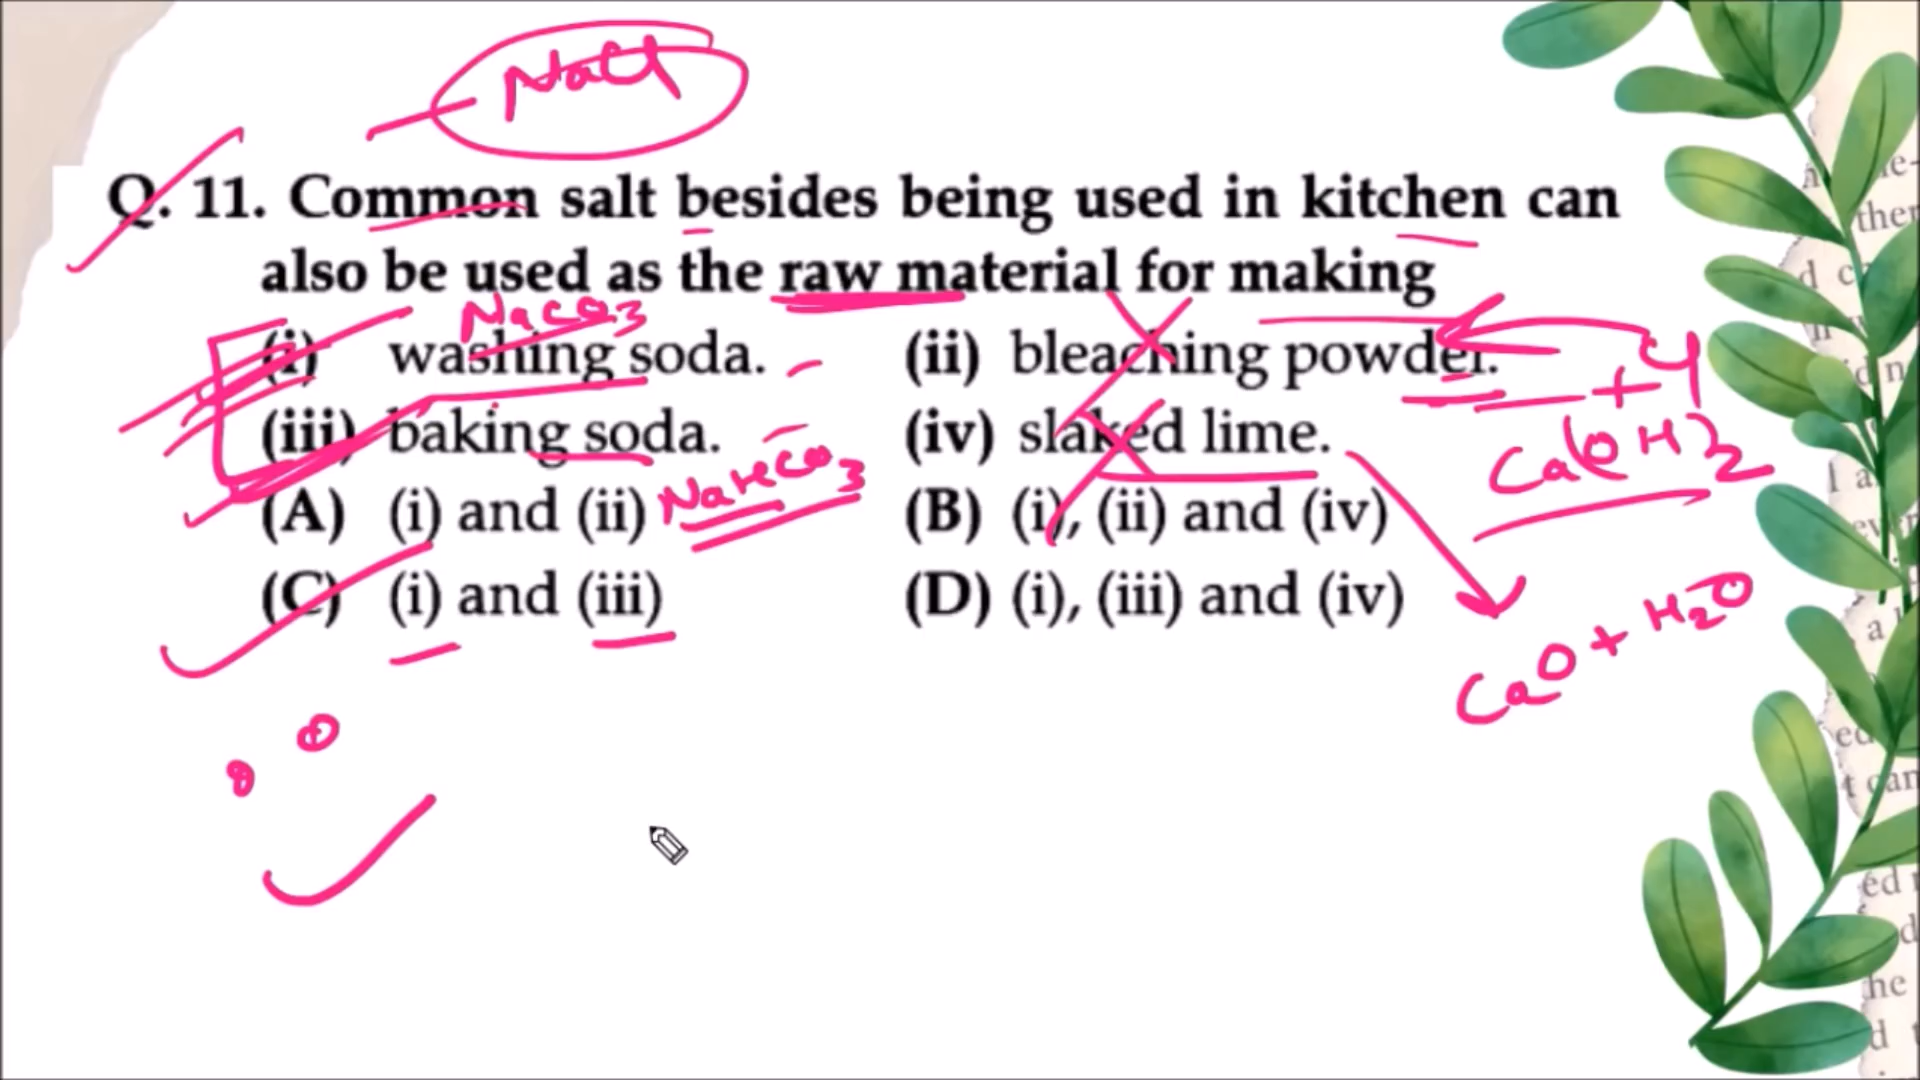 NaCl
Q. 11. Common salt besides being used in kitchen can
also be used as the raw material for making
NaCO3
(i) washing soda. (ii) bleaching powder.
+ Cl
(iii) baking soda. (iv) slaked lime.
Ca(OH)2
NaHCO3
(A) (i) and (ii) (B) (i), (ii) and (iv)
(C) (i) and (iii) (D) (i), (iii) and (iv)
CaO + H2O